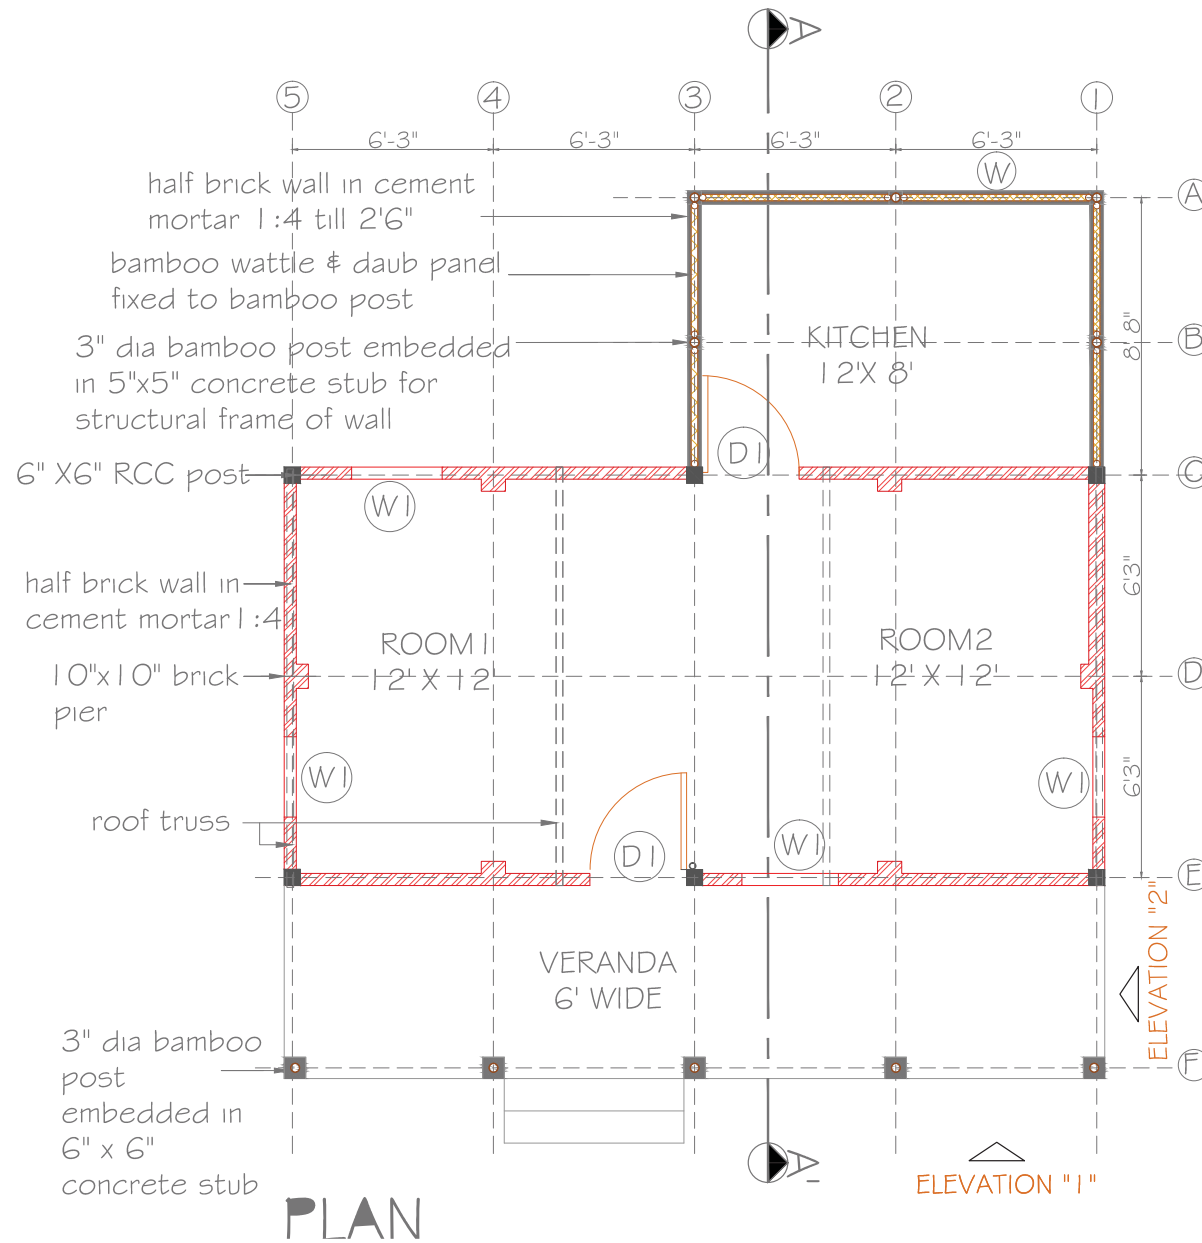 A
5 4 3 2 1
6'-3" 6'-3" 6'-3" 6'-3"
W
half brick wall in cement
mortar 1:4 till 2'6"
A
bamboo wattle & daub panel
fixed to bamboo post
3" dia bamboo post embedded
in 5"x5" concrete stub for
structural frame of wall
KITCHEN
12'X 8'
8'8"
B
D1
6" X6" RCC post
C
W1
half brick wall in
cement mortar1:4
6'3"
ROOM1
12' X 12'
ROOM2
12' X 12'
10"x10" brick
pier
D
W1
W1
6'3"
roof truss
D1
W1
E
VERANDA
6' WIDE
ELEVATION "2"
3" dia bamboo
post
embedded in
6" x 6"
concrete stub
F
A'
ELEVATION "1"
PLAN